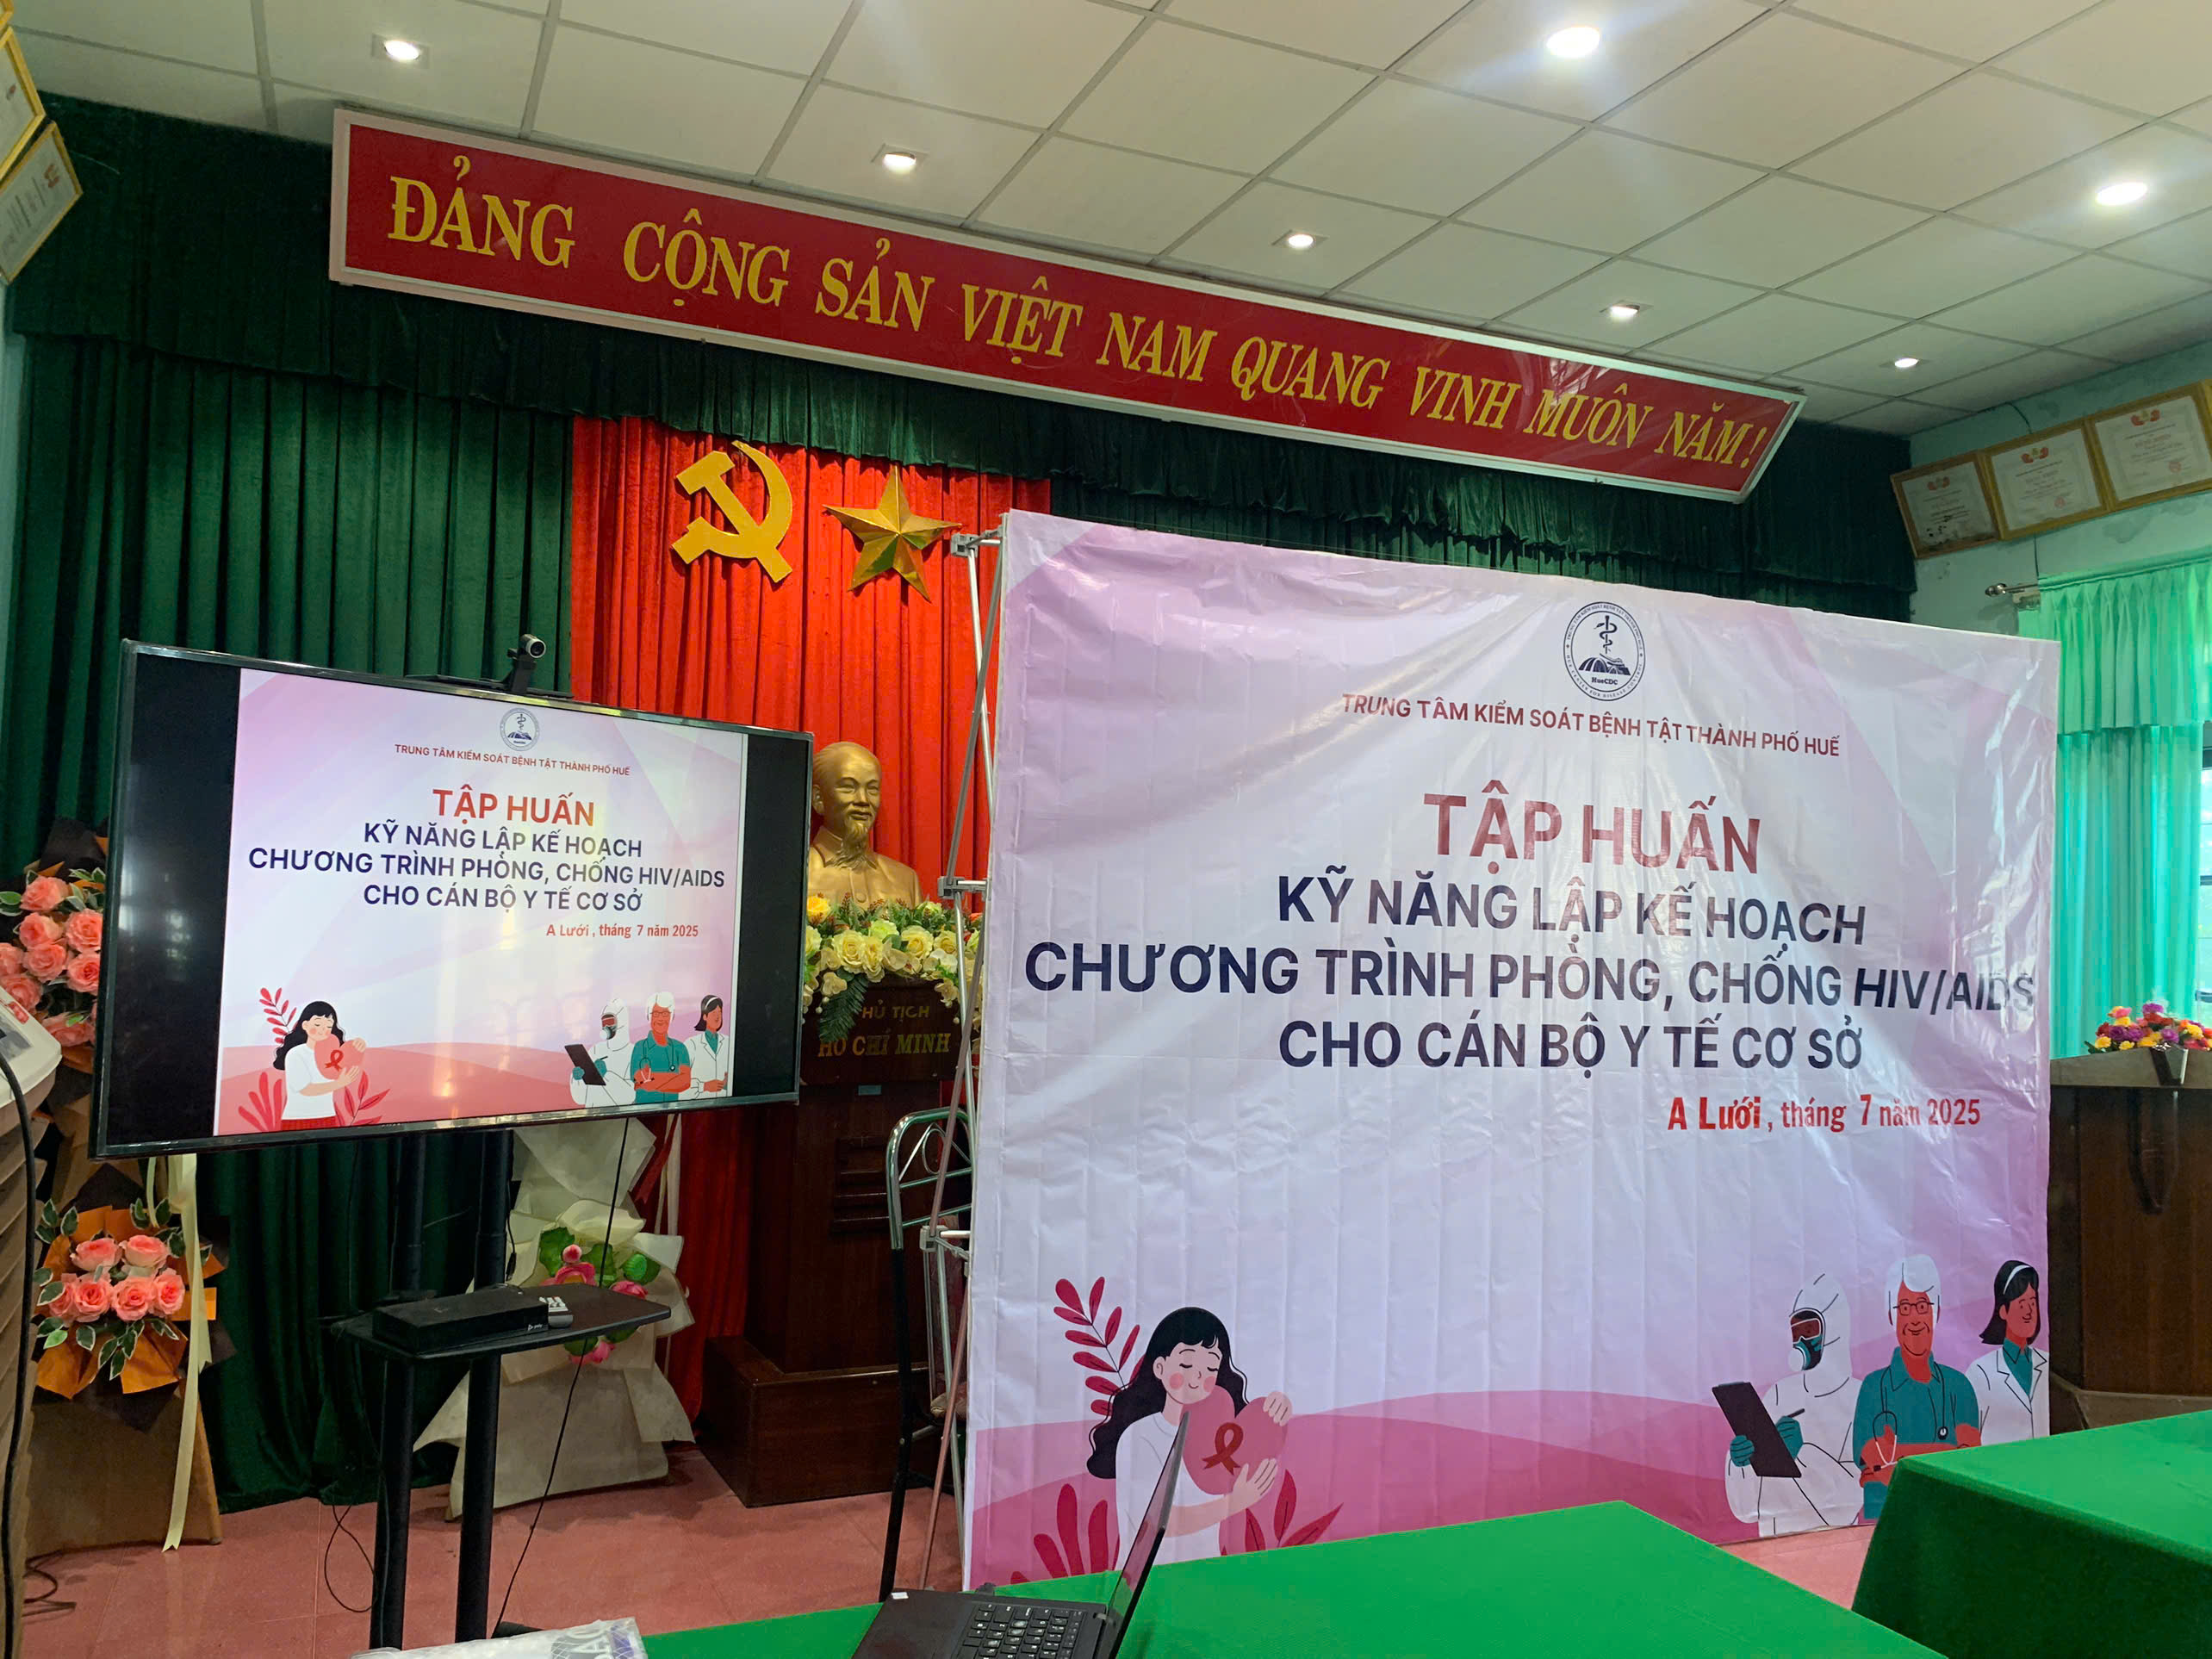 ĐẢNG CỘNG SẢN VIỆT NAM QUANG VINH MUÔN NĂM!
TRUNG TÂM KIỂM SOÁT BỆNH TẬT THÀNH PHỐ HUẾ
TẬP HUẤN
KỸ NĂNG LẬP KẾ HOẠCH
CHƯƠNG TRÌNH PHÒNG, CHỐNG HIV/AIDS
CHO CÁN BỘ Y TẾ CƠ SỞ
A Lưới, tháng 7 năm 2025
HỦ TỊCH
HỒ CHÍ MINH
HueCDC
TRUNG TÂM KIỂM SOÁT BỆNH TẬT THÀNH PHỐ HUẾ
TẬP HUẤN
KỸ NĂNG LẬP KẾ HOẠCH
CHƯƠNG TRÌNH PHÒNG, CHỐNG HIV/AIDS
CHO CÁN BỘ Y TẾ CƠ SỞ
A Lưới, tháng 7 năm 2025